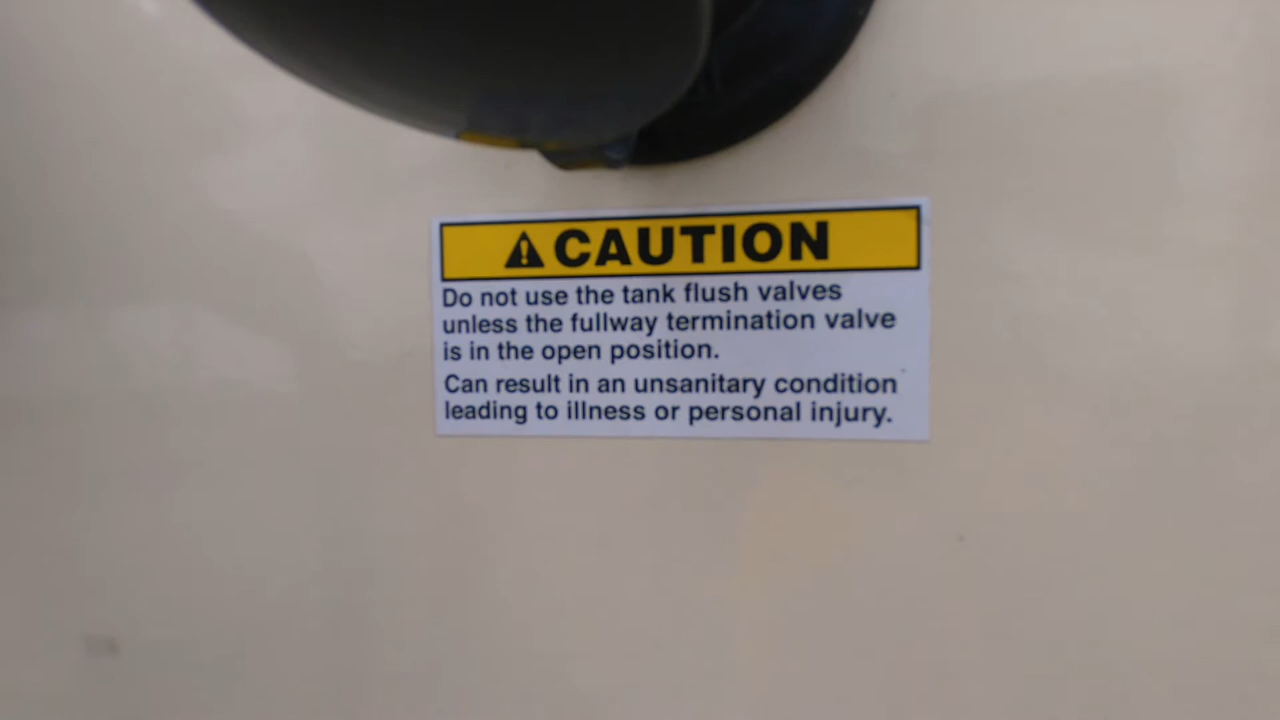 CAUTION
Do not use the tank flush valves
unless the fullway termination valve
is in the open position.
Can result in an unsanitary condition
leading to illness or personal injury.